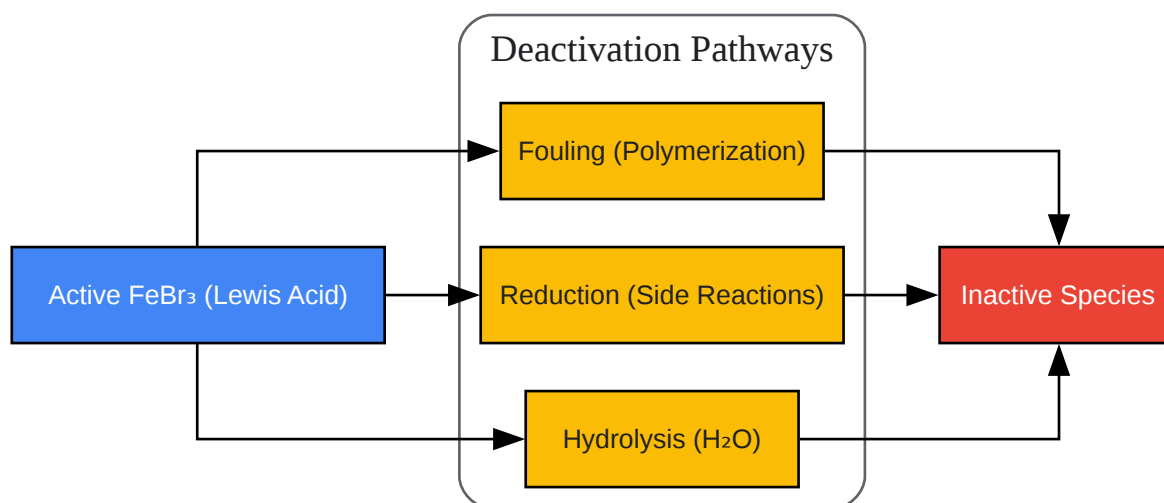 Deactivation Pathways
Fouling (Polymerization)
Active FeBr₃ (Lewis Acid)
Reduction (Side Reactions)
Inactive Species
Hydrolysis (H₂O)